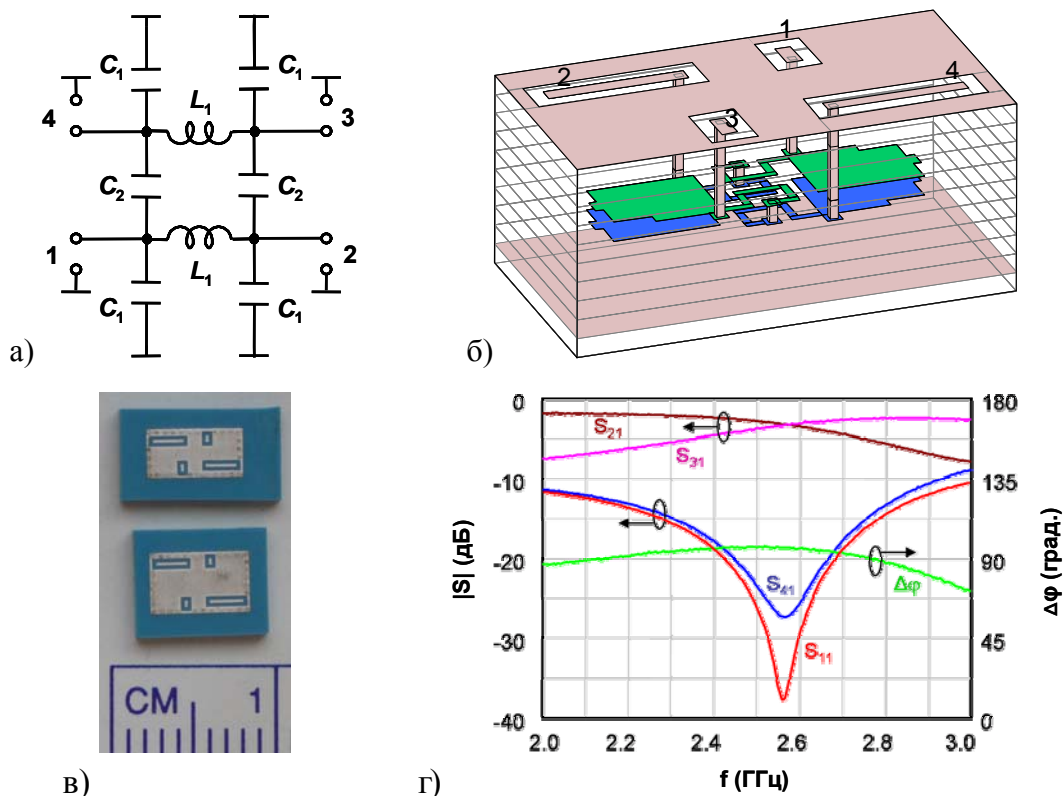 C1 C1
4 L1 3
C2 C2
1 L1 2
C1 C1
а)
1
2
4
3
б)
CM 1
в)
0 180
S21
S31
-10 135
|S| (дБ)
-20 90
S41 Δφ
Δφ (град.)
-30 45
S11
-40 0
2.0 2.2 2.4 2.6 2.8 3.0
f (ГГц)
г)